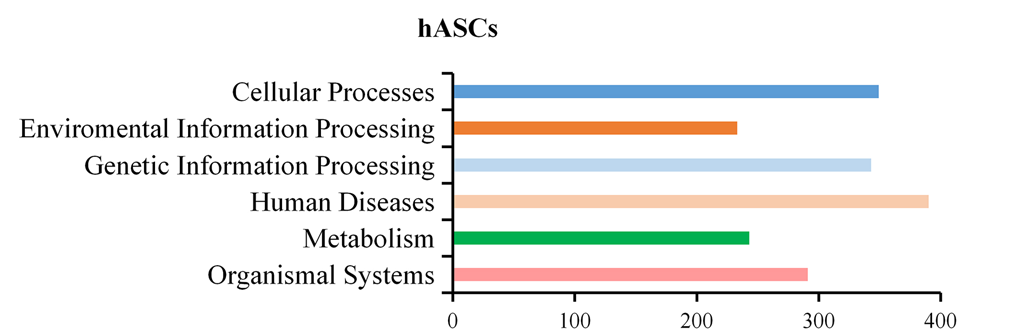 hASCs
Cellular Processes
Enviromental Information Processing
Genetic Information Processing
Human Diseases
Metabolism
Organismal Systems
0 100 200 300 400